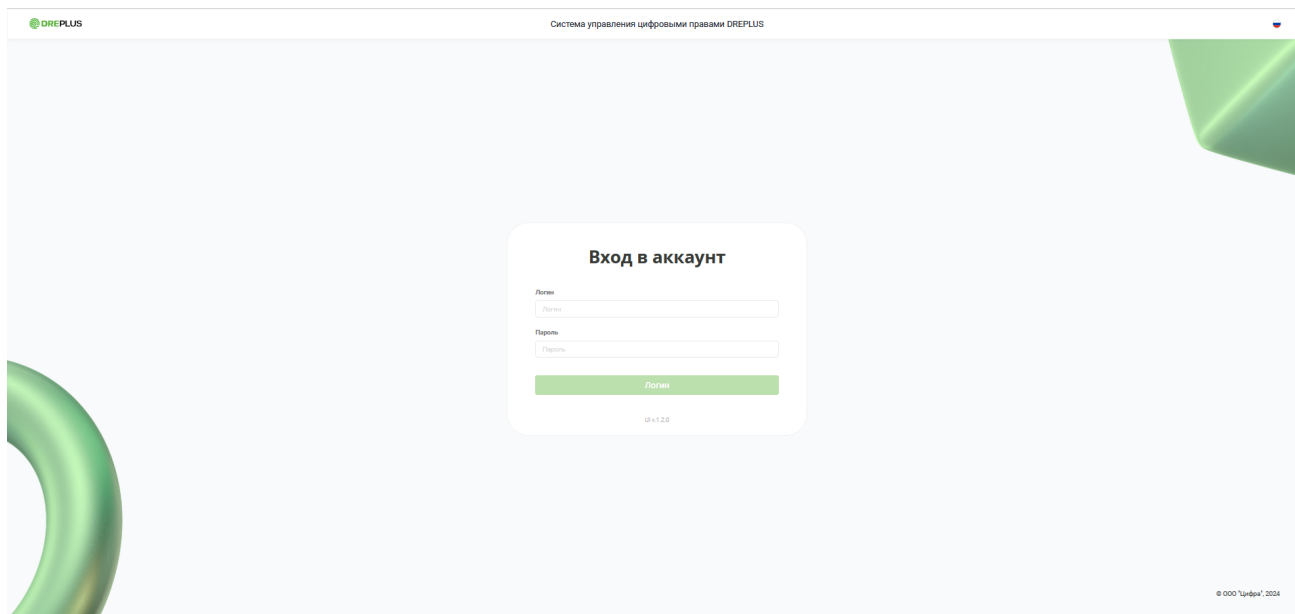 DREPLUS
Система управления цифровыми правами DREPLUS
Вход в аккаунт
Логин
Логин
Пароль
Пароль
Логин
UI v.1.2.0
© ООО "Цифра", 2024